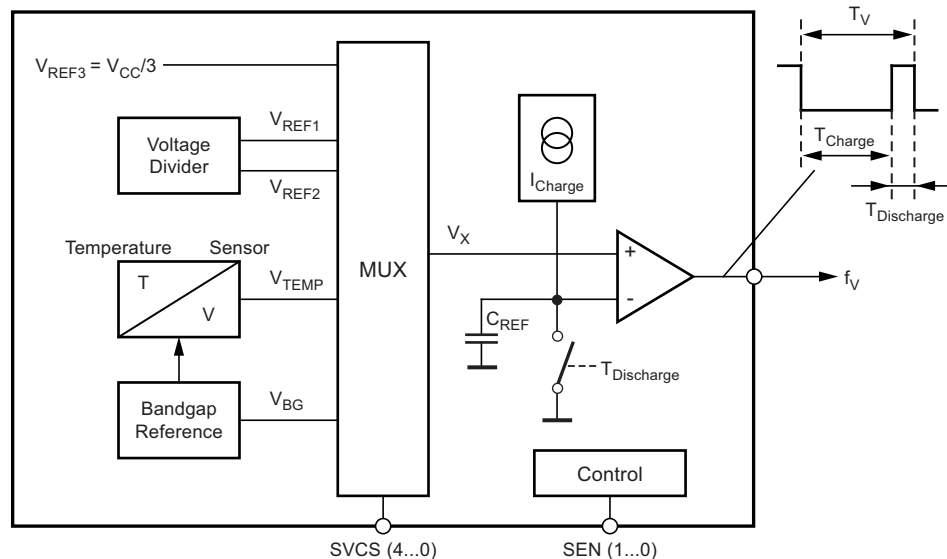 T_V
V_REF3 = V_CC/3
V_REF1
Voltage
Divider
V_REF2
I_Charge
T_Charge
T_Discharge
Temperature Sensor
T
V
V_TEMP
MUX
V_X
+
-
f_V
C_REF
T_Discharge
Bandgap
Reference
V_BG
Control
SVCS (4...0)
SEN (1...0)